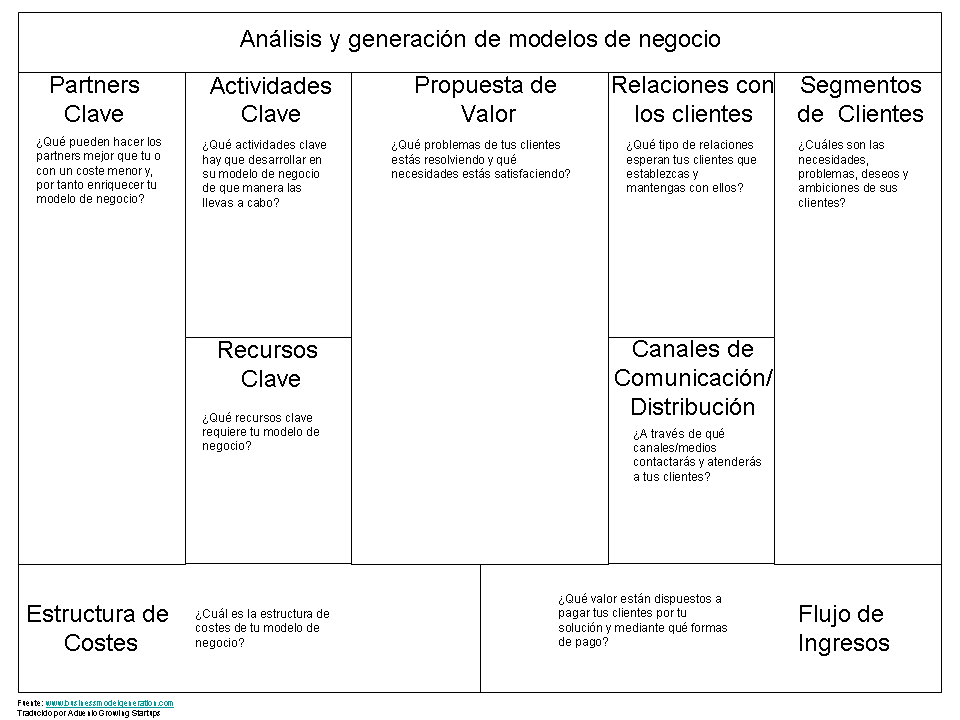 Análisis y generación de modelos de negocio
Partners
Clave
¿Qué pueden hacer los
partners mejor que tu o
con un coste menor y,
por tanto enriquecer tu
modelo de negocio?
Actividades
Clave
¿Qué actividades clave
hay que desarrollar en
su modelo de negocio
de que manera las
llevas a cabo?
Recursos
Clave
¿Qué recursos clave
requiere tu modelo de
negocio?
Propuesta de
Valor
¿Qué problemas de tus clientes
estás resolviendo y qué
necesidades estás satisfaciendo?
Relaciones con
los clientes
¿Qué tipo de relaciones
esperan tus clientes que
establezcas y
mantengas con ellos?
Canales de
Comunicación/
Distribución
¿A través de qué
canales/medios
contactarás y atenderás
a tus clientes?
Segmentos
de Clientes
¿Cuáles son las
necesidades,
problemas, deseos y
ambiciones de sus
clientes?
Estructura de
Costes
¿Cuál es la estructura de
costes de tu modelo de
negocio?
¿Qué valor están dispuestos a
pagar tus clientes por tu
solución y mediante qué formas
de pago?
Flujo de
Ingresos
Fuente: www.businessmodelgeneration.com
Traducido por Aduenlo Growing Startups